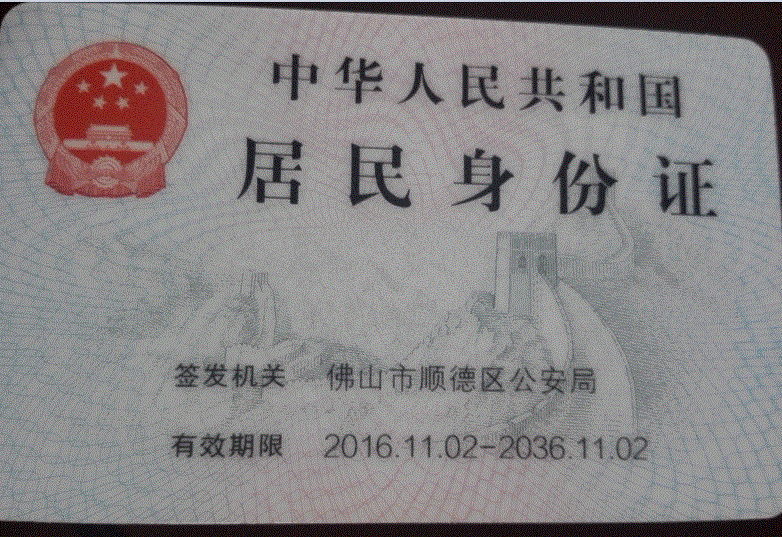 中华人民共和国
居民身份证
签发机关 佛山市顺德区公安局
有效期限 2016.11.02-2036.11.02